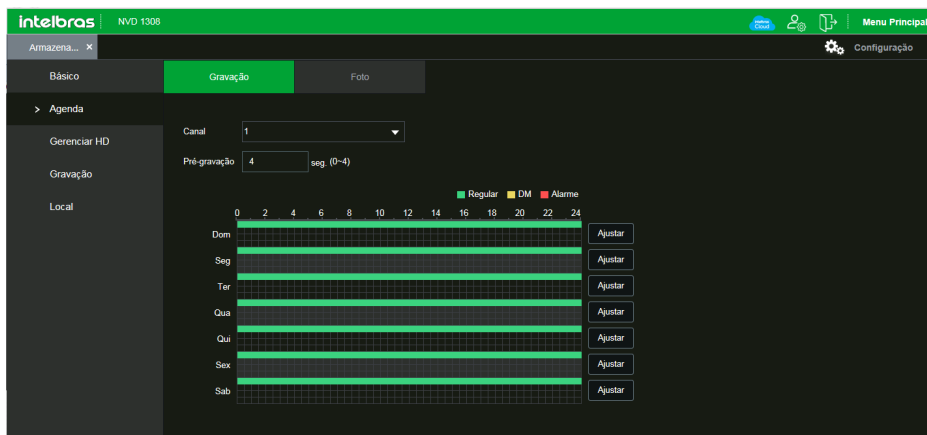 intelbras NVD 1308 intelbras Cloud Menu Principal
Armazena... × Configuração
Básico
> Agenda
Gerenciar HD
Gravação
Local
Gravação Foto
Canal 1
Pré-gravação 4 seg. (0~4)
Regular DM Alarme
0 2 4 6 8 10 12 14 16 18 20 22 24
Dom Ajustar
Seg Ajustar
Ter Ajustar
Qua Ajustar
Qui Ajustar
Sex Ajustar
Sab Ajustar